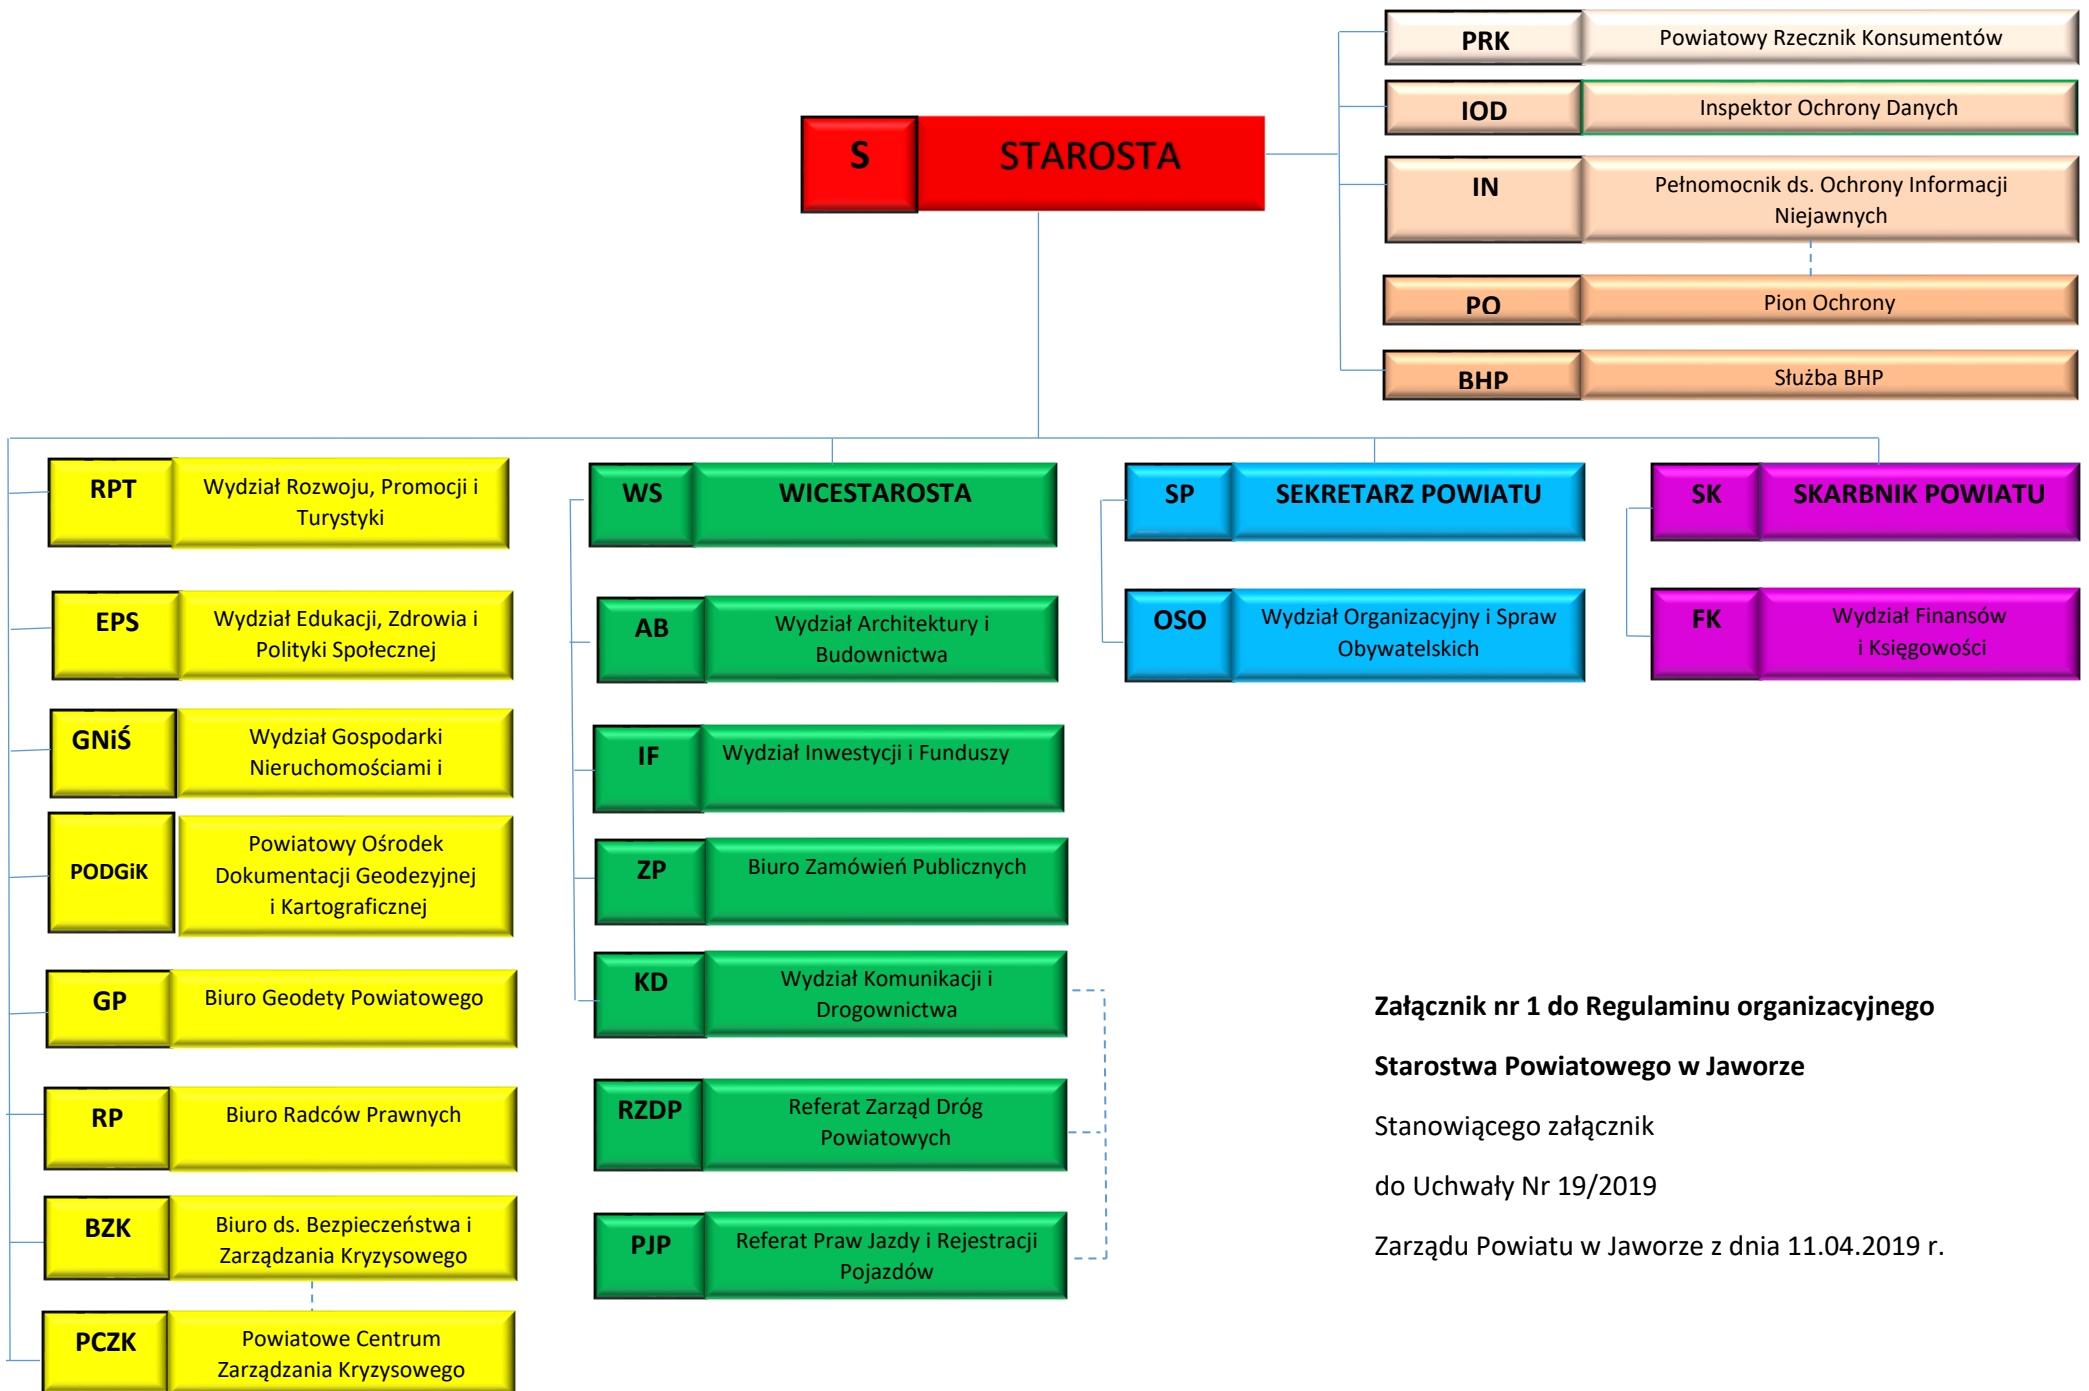 PRK Powiatowy Rzecznik Konsumentów
IOD Inspektor Ochrony Danych
S STAROSTA
IN Pełnomocnik ds. Ochrony Informacji
Niejawnych
PO Pion Ochrony
BHP Służba BHP
RPT Wydział Rozwoju, Promocji i
Turystyki
EPS Wydział Edukacji, Zdrowia i
Polityki Społecznej
GNiŚ Wydział Gospodarki
Nieruchomościami i
PODGiK Powiatowy Ośrodek
Dokumentacji Geodezyjnej
i Kartograficznej
GP Biuro Geodety Powiatowego
RP Biuro Radców Prawnych
BZK Biuro ds. Bezpieczeństwa i
Zarządzania Kryzysowego
PCZK Powiatowe Centrum
Zarządzania Kryzysowego
WS WICESTAROSTA
AB Wydział Architektury i
Budownictwa
IF Wydział Inwestycji i Funduszy
ZP Biuro Zamówień Publicznych
KD Wydział Komunikacji i
Drogownictwa
RZDP Referat Zarząd Dróg
Powiatowych
PJP Referat Praw Jazdy i Rejestracji
Pojazdów
SP SEKRETARZ POWIATU
OSO Wydział Organizacyjny i Spraw
Obywatelskich
SK SKARBNIK POWIATU
FK Wydział Finansów
i Księgowości
Załącznik nr 1 do Regulaminu organizacyjnego
Starostwa Powiatowego w Jaworze
Stanowiącego załącznik
do Uchwały Nr 19/2019
Zarządu Powiatu w Jaworze z dnia 11.04.2019 r.